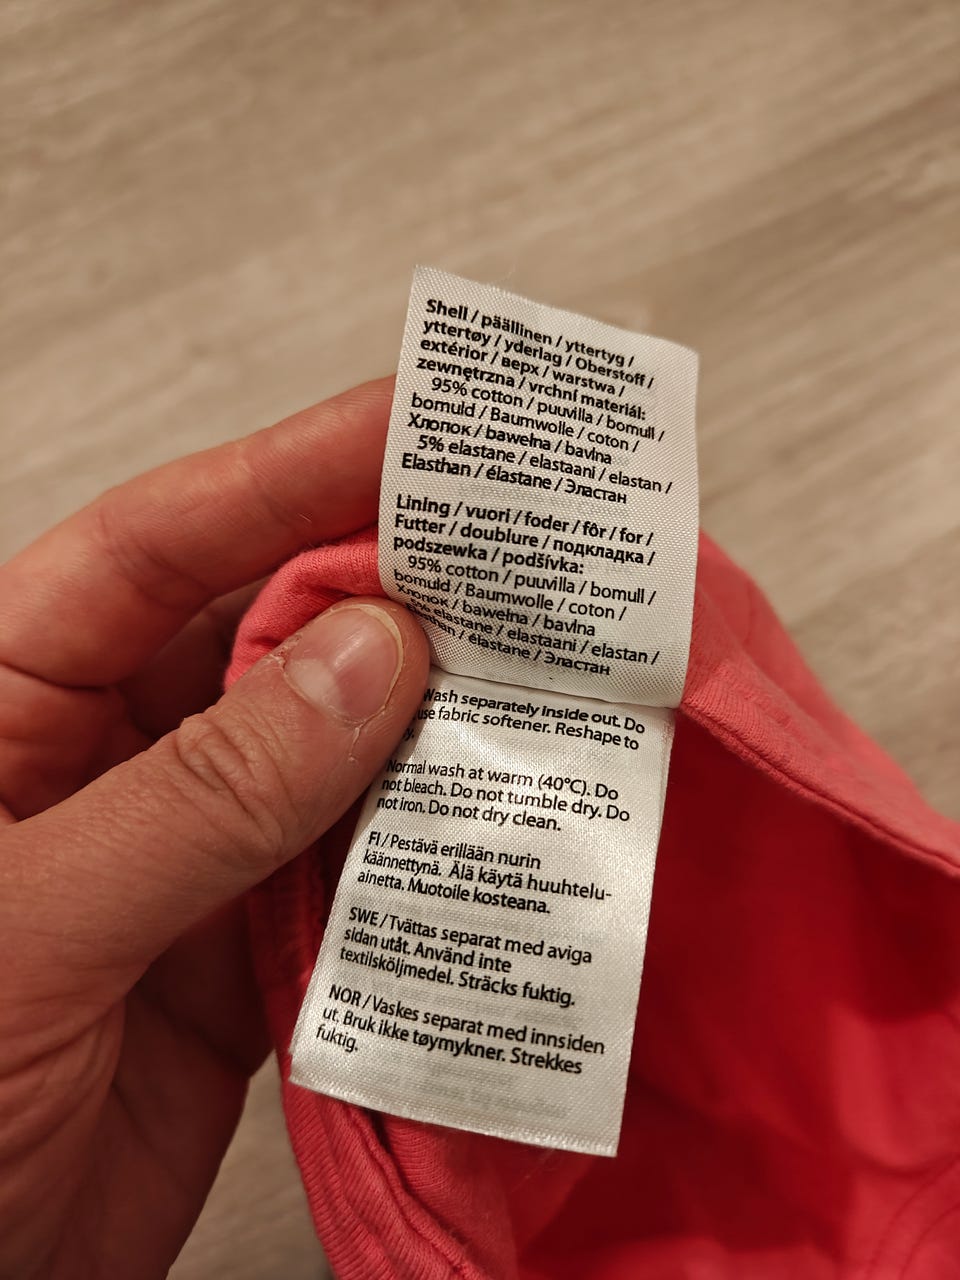 Shell / päällinen / yttertyg /
yttertøy / yderlag / Oberstoff /
extérior / верх / warstwa /
zewnętrzna / vrchní materiál:
95% cotton / puuvilla / bomull /
bomuld / Baumwolle / coton /
Хлопок / bawełna / bavlna
5% elastane / elastaani / elastan /
Elasthan / élastane / Эластан
Lining / vuori / foder / fôr / for /
Futter / doublure / подкладка /
podszewka / podšívka:
95% cotton / puuvilla / bomull /
bomuld / Baumwolle / coton /
Хлопок / bawełna / bavlna
5% elastane / elastaani / elastan /
/ élastane / Эластан
Wash separately inside out. Do
use fabric softener. Reshape to
Normal wash at warm (40°C). Do
not bleach. Do not tumble dry. Do
not iron. Do not dry clean.
FI / Pestävä erillään nurin
käännettynä. Älä käytä huuhtelu-
ainetta. Muotoile kosteana.
SWE / Tvättas separat med aviga
sidan utåt. Använd inte
textilsköljmedel. Sträcks fuktig.
NOR / Vaskes separat med innsiden
ut. Bruk ikke tøymykner. Strekkes
fuktig.